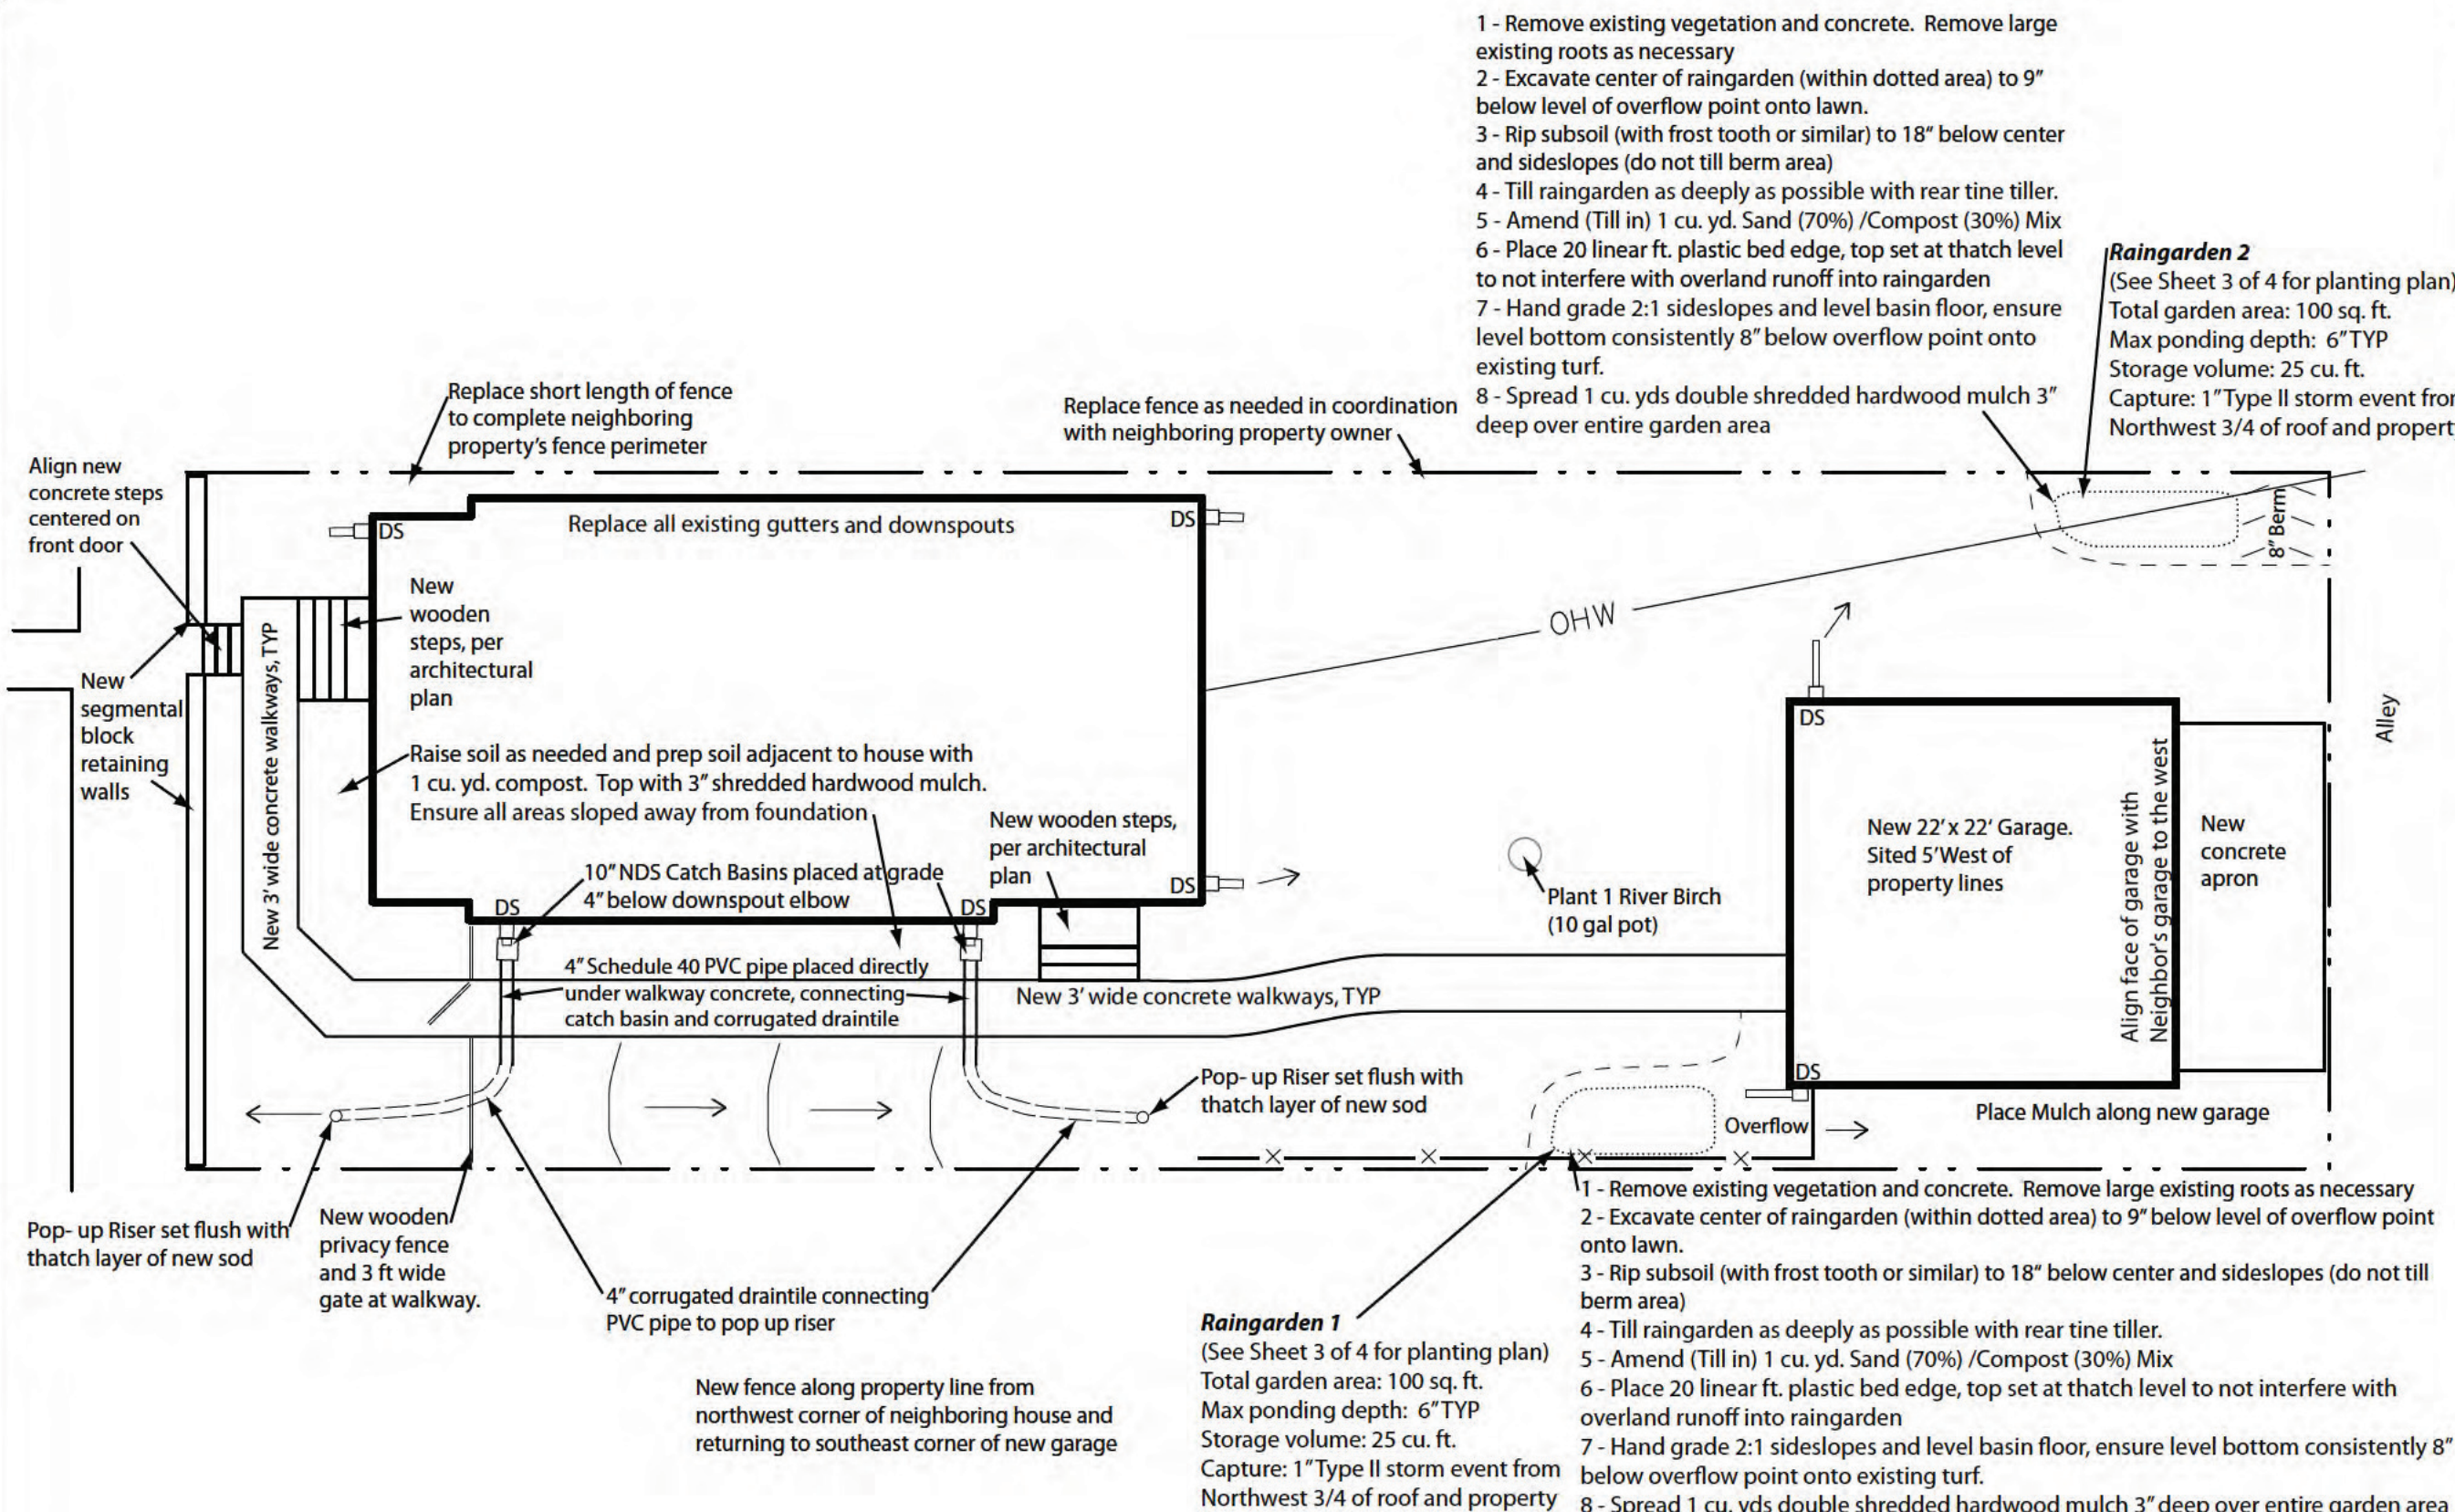 1 - Remove existing vegetation and concrete. Remove large
existing roots as necessary
2 - Excavate center of raingarden (within dotted area) to 9"
below level of overflow point onto lawn.
3 - Rip subsoil (with frost tooth or similar) to 18" below center
and sideslopes (do not till berm area)
4 - Till raingarden as deeply as possible with rear tine tiller.
5 - Amend (Till in) 1 cu. yd. Sand (70%) /Compost (30%) Mix
6 - Place 20 linear ft. plastic bed edge, top set at thatch level
to not interfere with overland runoff into raingarden
7 - Hand grade 2:1 sideslopes and level basin floor, ensure
level bottom consistently 8" below overflow point onto
existing turf.
8 - Spread 1 cu. yds double shredded hardwood mulch 3"
deep over entire garden area
Raingarden 2
(See Sheet 3 of 4 for planting plan)
Total garden area: 100 sq. ft.
Max ponding depth: 6" TYP
Storage volume: 25 cu. ft.
Capture: 1" Type II storm event from
Northwest 3/4 of roof and property
Replace short length of fence
to complete neighboring
property's fence perimeter
Replace fence as needed in coordination
with neighboring property owner
Align new
concrete steps
centered on
front door
DS
Replace all existing gutters and downspouts
DS
8" Berm
New
wooden
steps, per
architectural
plan
OHW
New
segmental
block
retaining
walls
New 3' wide concrete walkways, TYP
Raise soil as needed and prep soil adjacent to house with
1 cu. yd. compost. Top with 3" shredded hardwood mulch.
Ensure all areas sloped away from foundation
New wooden steps,
per architectural
plan
10" NDS Catch Basins placed at grade
4" below downspout elbow
DS
DS
DS
Plant 1 River Birch
(10 gal pot)
DS
New 22' x 22' Garage.
Sited 5' West of
property lines
Align face of garage with
Neighbor's garage to the west
New
concrete
apron
Alley
4" Schedule 40 PVC pipe placed directly
under walkway concrete, connecting
catch basin and corrugated draintile
New 3' wide concrete walkways, TYP
DS
Pop- up Riser set flush with
thatch layer of new sod
Overflow
Place Mulch along new garage
Pop- up Riser set flush with
thatch layer of new sod
New wooden
privacy fence
and 3 ft wide
gate at walkway.
4" corrugated draintile connecting
PVC pipe to pop up riser
New fence along property line from
northwest corner of neighboring house and
returning to southeast corner of new garage
Raingarden 1
(See Sheet 3 of 4 for planting plan)
Total garden area: 100 sq. ft.
Max ponding depth: 6" TYP
Storage volume: 25 cu. ft.
Capture: 1" Type II storm event from
Northwest 3/4 of roof and property
1 - Remove existing vegetation and concrete. Remove large existing roots as necessary
2 - Excavate center of raingarden (within dotted area) to 9" below level of overflow point
onto lawn.
3 - Rip subsoil (with frost tooth or similar) to 18" below center and sideslopes (do not till
berm area)
4 - Till raingarden as deeply as possible with rear tine tiller.
5 - Amend (Till in) 1 cu. yd. Sand (70%) /Compost (30%) Mix
6 - Place 20 linear ft. plastic bed edge, top set at thatch level to not interfere with
overland runoff into raingarden
7 - Hand grade 2:1 sideslopes and level basin floor, ensure level bottom consistently 8"
below overflow point onto existing turf.
8 - Spread 1 cu. yds double shredded hardwood mulch 3" deep over entire garden area